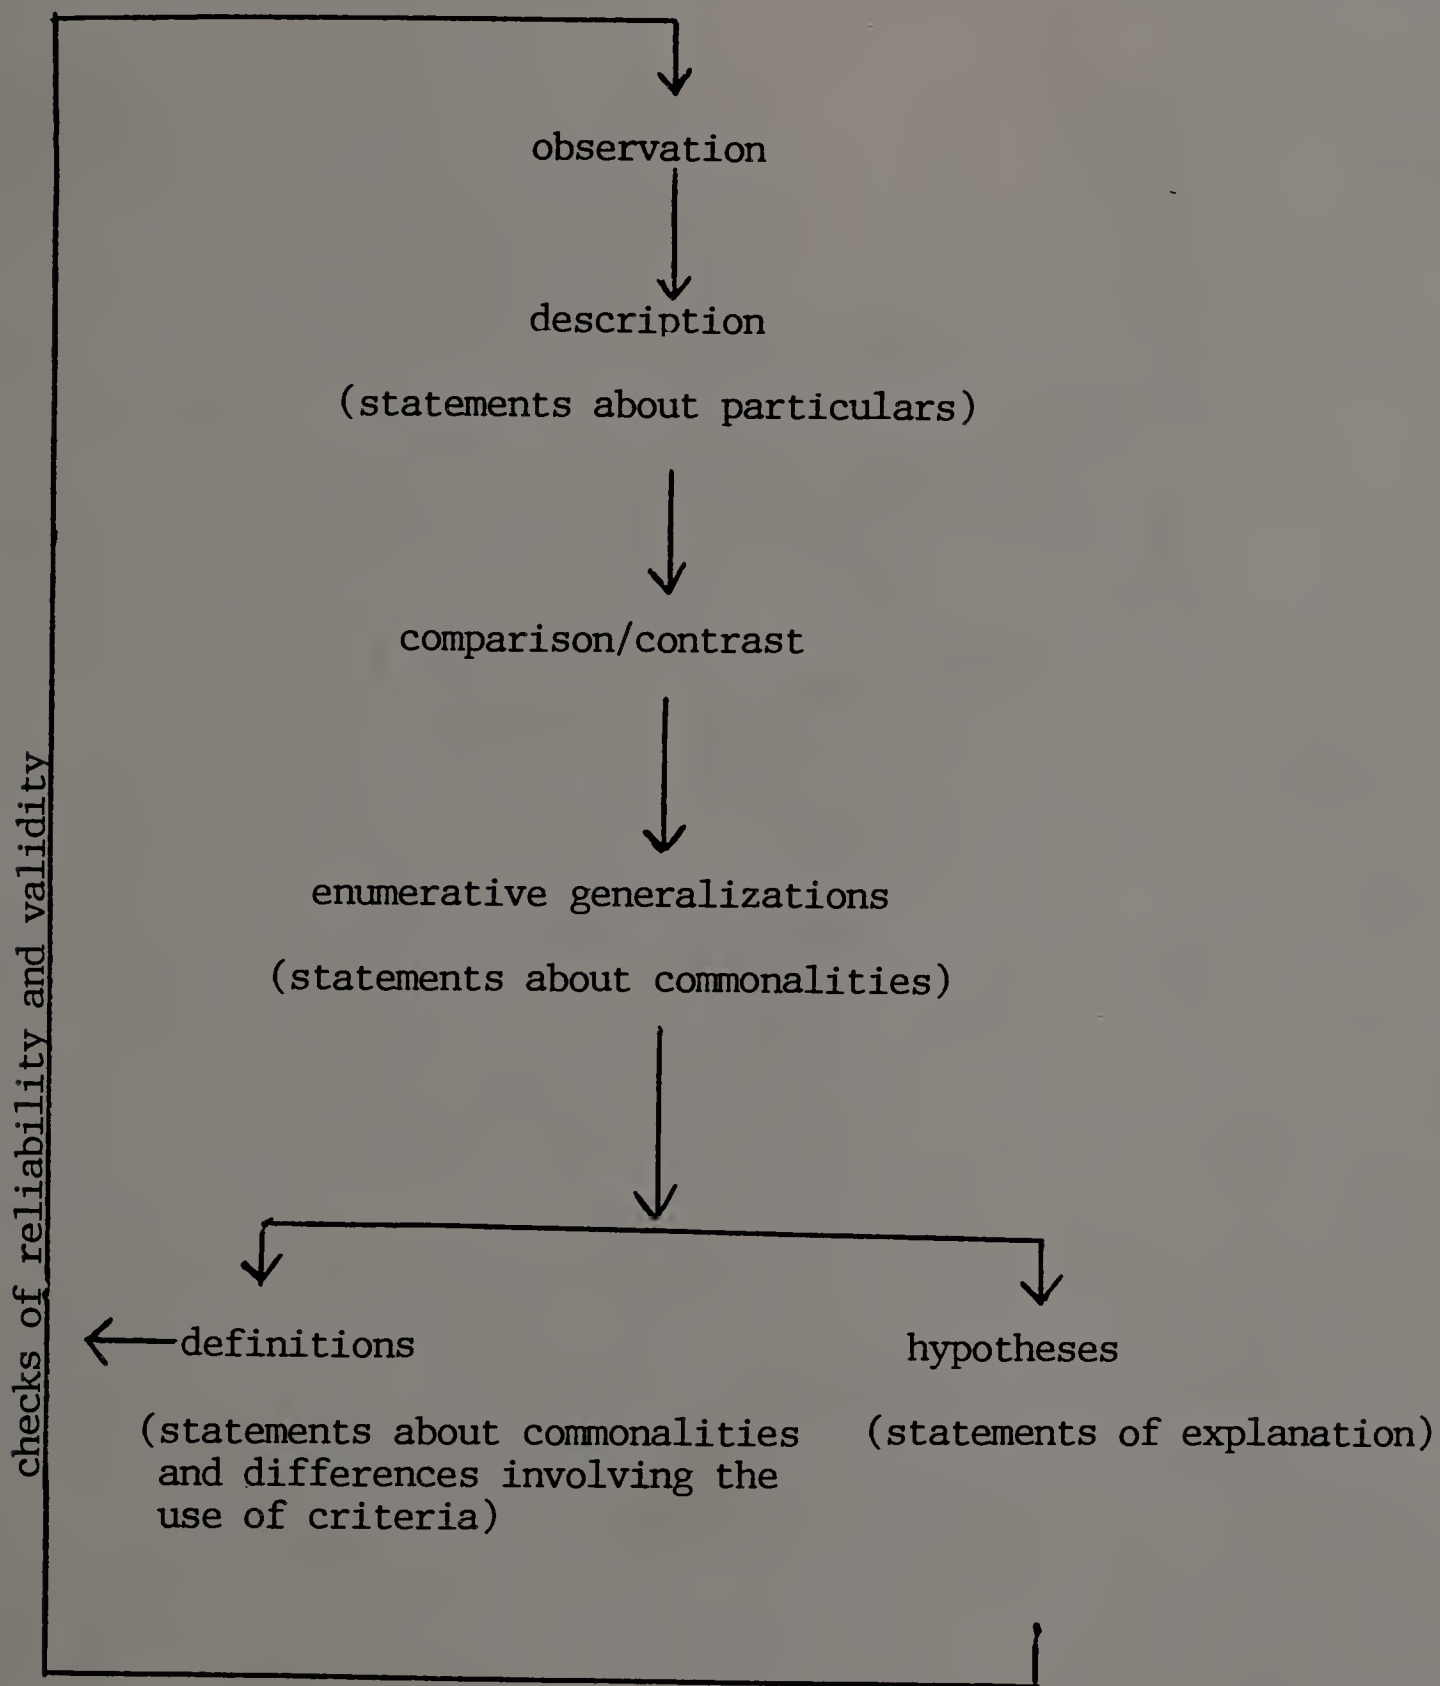 observation
description
(statements about particulars)
comparison/contrast
enumerative generalizations
(statements about commonalities)
definitions
(statements about commonalities
and differences involving the
use of criteria)
hypotheses
(statements of explanation)
checks of reliability and validity